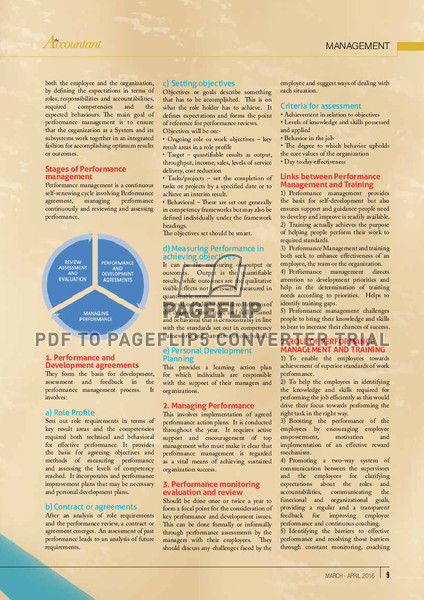 the
Accountant
MANAGEMENT
both the employee and the organization,
by defining the expectations in terms of
roles, responsibilities and accountabilities,
required competencies and the
expected behaviours. The main goal of
performance management is to ensure
that the organization as a System and its
subsystems work together in an integrated
fashion for accomplishing optimum results
or outcomes.
Stages of Performance
management
Performance management is a continuous
self-renewing cycle involving Performance
agreement, managing performance
continuously and reviewing and assessing
performance.
REVIEW
ASSESSMENT
AND
EVALUATION
PERFORMANCE
AND
DEVELOPMENT
AGREEMENTS
MANAGING
PERFORMANCE
1. Performance and
Development agreements
They form the basis for development,
assessment and feedback in the
performance management process. It
involves:
a) Role Profile
Sets out role requirements in terms of
key result areas and the competencies
required both technical and behavioral
for effective performance. It provides
the basis for agreeing objectives and
methods of measuring performance
and assessing the levels of competency
reached. It incorporates and performance
improvement plans that may be necessary
and personal development plans.
b) Contract or agreements
After an analysis of role requirements
and the performance review, a contract or
agreement emerges. An assessment of past
performance leads to an analysis of future
requirements.
c) Setting objectives
Objectives or goals describe something
that has to be accomplished. This is on
what the role holder has to achieve. It
defines expectations and forms the point
of reference for performance reviews.
Objectives will be on:-
• Ongoing role or work objectives – key
result areas in a role profile
• Target – quantifiable results as output,
throughput, income, sales, levels of service
delivery, cost reduction
• Tasks/projects – set the completion of
tasks or projects by a specified date or to
achieve an interim result.
• Behavioral – These are set out generally
in competency frameworks but may also be
defined individually under the framework
headings.
The objectives set should be smart.
d) Measuring Performance in
achieving objectives
It can be measuring output or
outcomes. Output is the quantifiable
results, while outcomes are the qualitative
visible effects not measured in
quantifiable terms.
and behavioral that is demonstrably in line
with the standards set out in competency
PAGEFLIP
PDF TO PAGEFLIP5 CONVERTER TRIAL
e) Personal Development
Planning
This provides a learning action plan
for which individuals are responsible
with the support of their managers and
organizations.
2. Managing Performance
This involves implementation of agreed
performance action plans. It is conducted
throughout the year. It requires active
support and encouragement of top
management who must make it clear that
performance management is regarded
as a vital means of achieving sustained
organization success.
3. Performance monitoring
evaluation and review
Should be done once or twice a year to
form a focal point for the consideration of
key performance and development issues.
This can be done formally or informally
through performance assessments by the
managers with their employees. They
should discuss any challenges faced by the
employee and suggest ways of dealing with
each situation.
Criteria for assessment
• Achievement in relation to objectives
• Levels of knowledge and skills possessed
and applied
• Behavior in the job
• The degree to which behavior upholds
the core values of the organization
• Day to day effectiveness
Links between Performance
Management and Training
1) Performance management provides
the basis for self-development but also
ensures support and guidance people need
to develop and improve is readily available.
2) Training actually achieves the purpose
of helping people perform their work to
required standards.
3) Performance Management and training
both seek to enhance effectiveness of an
employee, the team or the organization.
4) Performance management directs
attention to development priorities and
help in the determination of training
needs according to priorities. Helps to
identify training gaps.
5) Performance management challenges
people to bring their knowledge and skills
to bear to increase their chances of success.
ROLE OF PERFORMANCE
MANAGEMENT AND TRAINING
1) To enable the employees towards
achievement of superior standards of work
performance.
2) To help the employees in identifying
the knowledge and skills required for
performing the job efficiently as this would
drive their focus towards performing the
right task in the right way.
3) Boosting the performance of the
employees by encouraging employee
empowerment, motivation and
implementation of an effective reward
mechanism.
4) Promoting a two-way system of
communication between the supervisors
and the employees for clarifying
expectations about the roles and
accountabilities, communicating the
functional and organizational goals,
providing a regular and a transparent
feedback for improving employee
performance and continuous coaching.
5) Identifying the barriers to effective
performance and resolving those barriers
through constant monitoring, coaching
MARCH - APRIL 2016 9